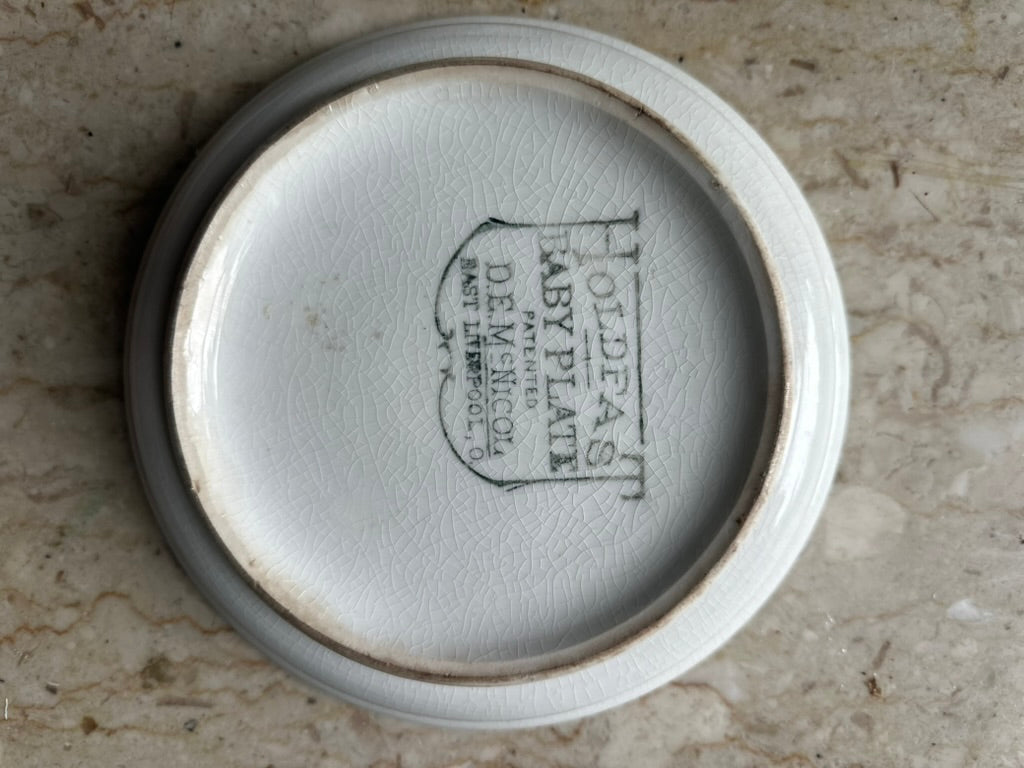 HOLDFAST
BABY PLATE
PATENTED
D.E. McNICOL
EAST LIVERPOOL, O.